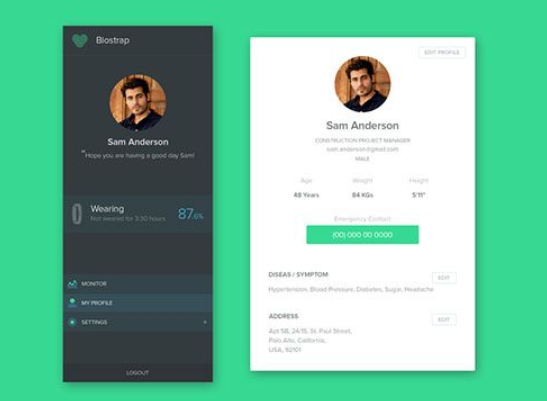 Biostrap
Sam Anderson
"Hope you are having a good day Sam!
Wearing
Not weared for 3:30 hours
87.6%
MONITOR
MY PROFILE
SETTINGS
+
LOGOUT
EDIT PROFILE
Sam Anderson
CONSTRUCTION PROJECT MANAGER
sam.anderson@gmail.com
MALE
Age Weight Height
48 Years 84 KGs 5'11"
Emergency Contact
(00) 000 00 0000
DISEAS / SYMPTOM
EDIT
Hypertension, Blood Pressure, Diabetes, Sugar, Headache
ADDRESS
EDIT
Apt 5B, 24/15, St. Paul Street,
Palo Alto, California,
USA, 92101